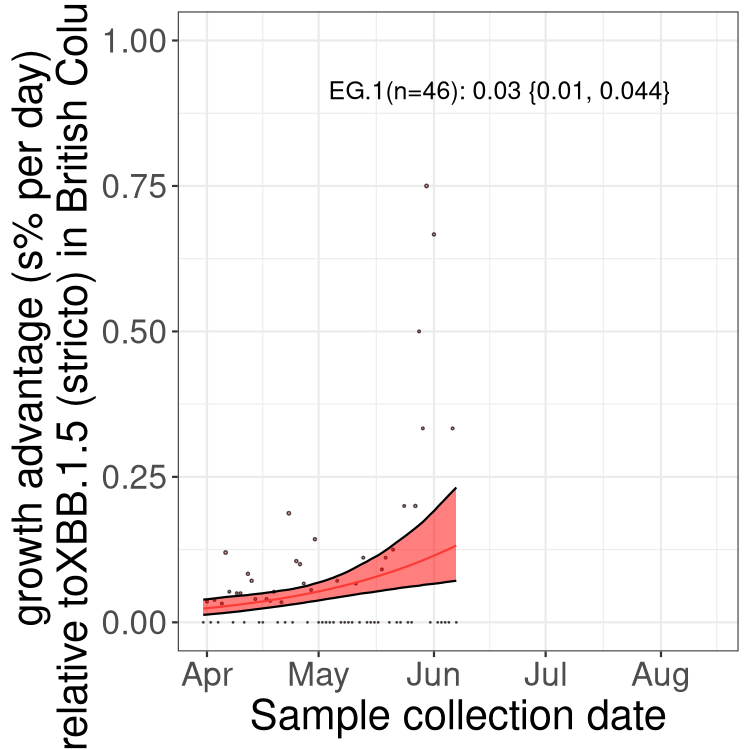 growth advantage (s% per day)
relative toXBB.1.5 (stricto) in British Colu
1.00
0.75
0.50
0.25
0.00
EG.1(n=46): 0.03 {0.01, 0.044}
Apr May Jun Jul Aug
Sample collection date